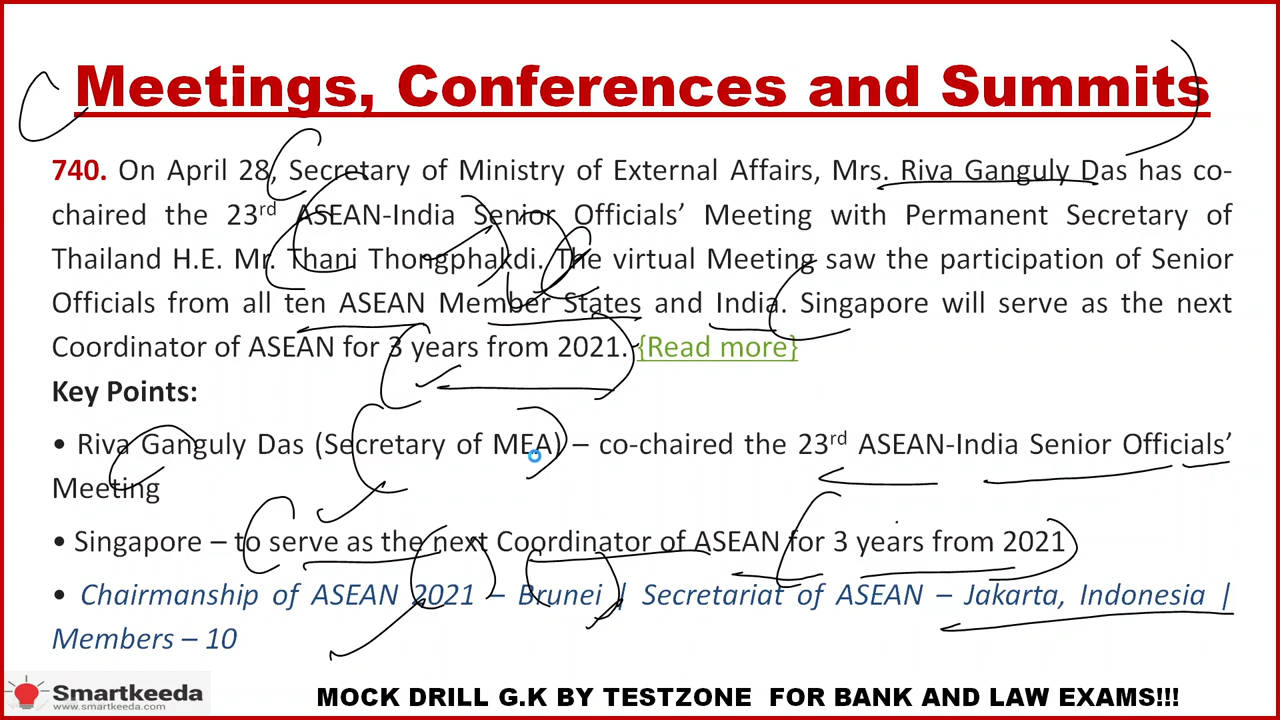 Meetings, Conferences and Summits
740. On April 28, Secretary of Ministry of External Affairs, Mrs. Riva Ganguly Das has co-
chaired the 23rd ASEAN-India Senior Officials’ Meeting with Permanent Secretary of
Thailand H.E. Mr. Thani Thongphakdi. The virtual Meeting saw the participation of Senior
Officials from all ten ASEAN Member States and India. Singapore will serve as the next
Coordinator of ASEAN for 3 years from 2021. {Read more}
Key Points:
• Riva Ganguly Das (Secretary of MEA) – co-chaired the 23rd ASEAN-India Senior Officials’
Meeting
• Singapore – to serve as the next Coordinator of ASEAN for 3 years from 2021
• Chairmanship of ASEAN 2021 – Brunei | Secretariat of ASEAN – Jakarta, Indonesia |
Members – 10
Smartkeeda
www.smartkeeda.com
MOCK DRILL G.K BY TESTZONE FOR BANK AND LAW EXAMS!!!